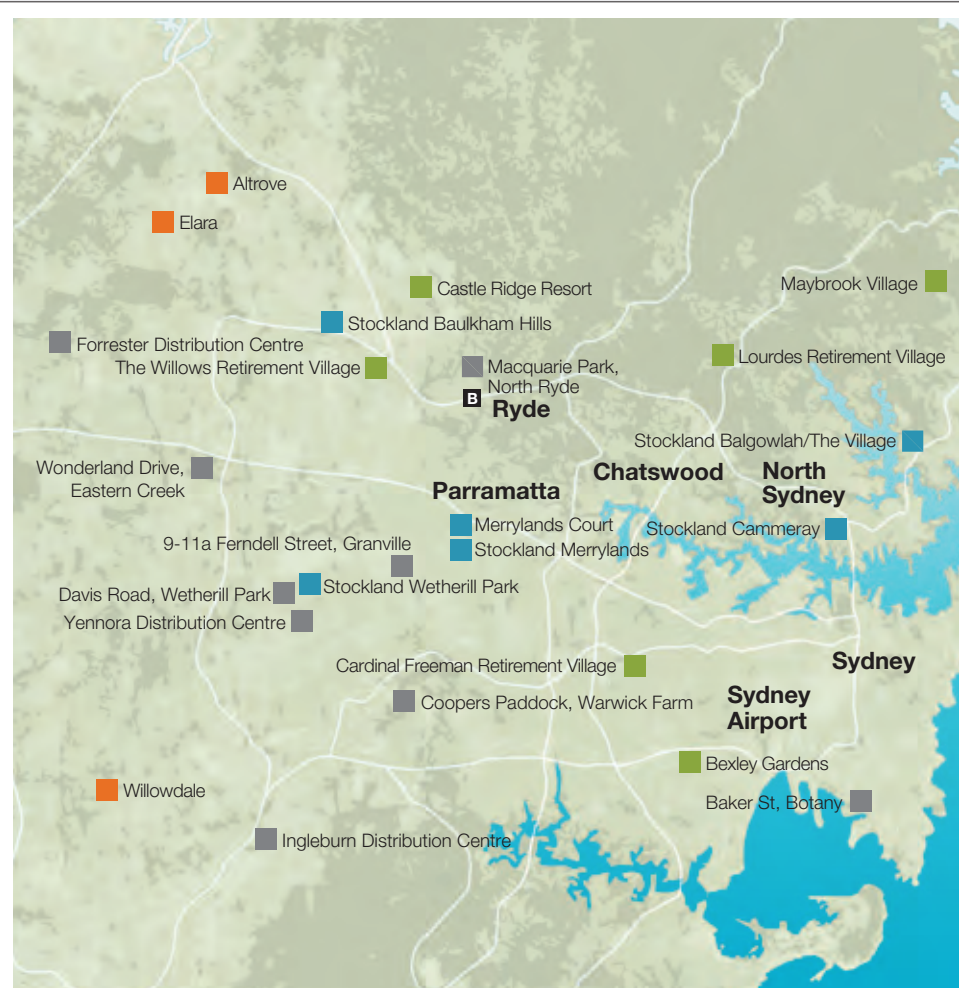 Altrove
Elara
Castle Ridge Resort
Maybrook Village
Stockland Baulkham Hills
Forrester Distribution Centre
The Willows Retirement Village
Lourdes Retirement Village
Macquarie Park,
North Ryde
B
Ryde
Stockland Balgowlah/The Village
Wonderland Drive,
Eastern Creek
Chatswood
North
Sydney
Parramatta
Merrylands Court
Stockland Cammeray
9-11a Ferndell Street, Granville
Stockland Merrylands
Stockland Wetherill Park
Davis Road, Wetherill Park
Yennora Distribution Centre
Cardinal Freeman Retirement Village
Sydney
Coopers Paddock, Warwick Farm
Sydney
Airport
Bexley Gardens
Willowdale
Baker St, Botany
Ingleburn Distribution Centre